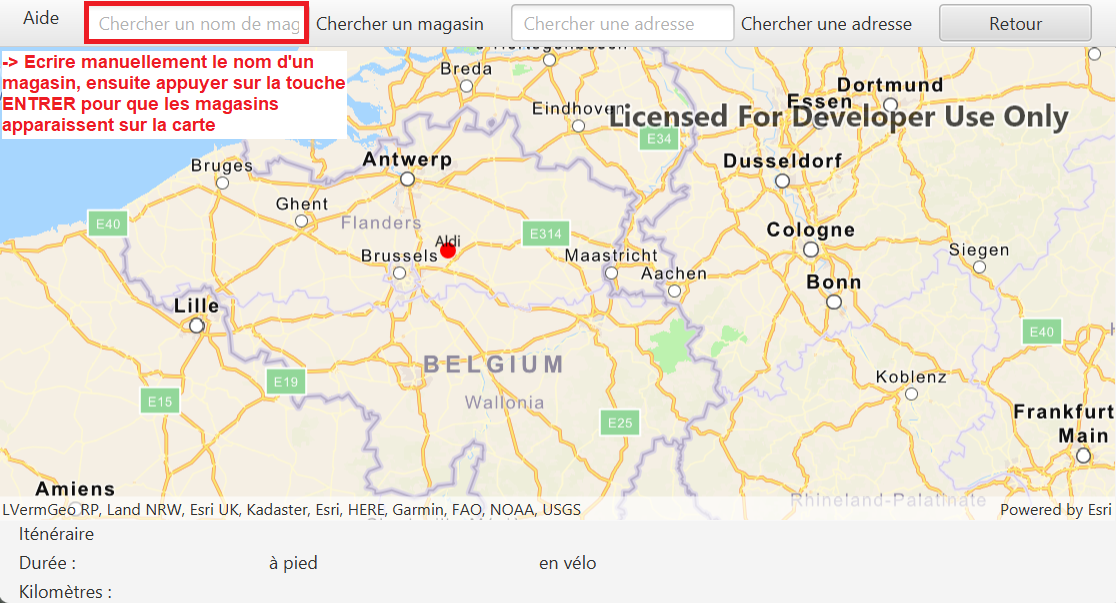 Aide
Chercher un nom de mag
Chercher un magasin
Chercher une adresse
Chercher une adresse
Retour
-> Ecrire manuellement le nom d'un
magasin, ensuite appuyer sur la touche
ENTRER pour que les magasins
apparaissent sur la carte
Breda
Dortmund
Essen
Eindhoven
Licensed For Developer Use Only
E34
Bruges
Antwerp
Dusseldorf
Ghent
Flanders
E40
E314
Cologne
Aldi
Brussels
Maastricht
Siegen
Aachen
Bonn
Lille
E40
BELGIUM
E19
Koblenz
E15
Wallonia
Frankfurt
E25
Main
Amiens
Rhineland-Palatinate
LVermGeo RP, Land NRW, Esri UK, Kadaster, Esri, HERE, Garmin, FAO, NOAA, USGS
Powered by Esri
Iténéraire
Durée :
à pied
en vélo
Kilomètres :